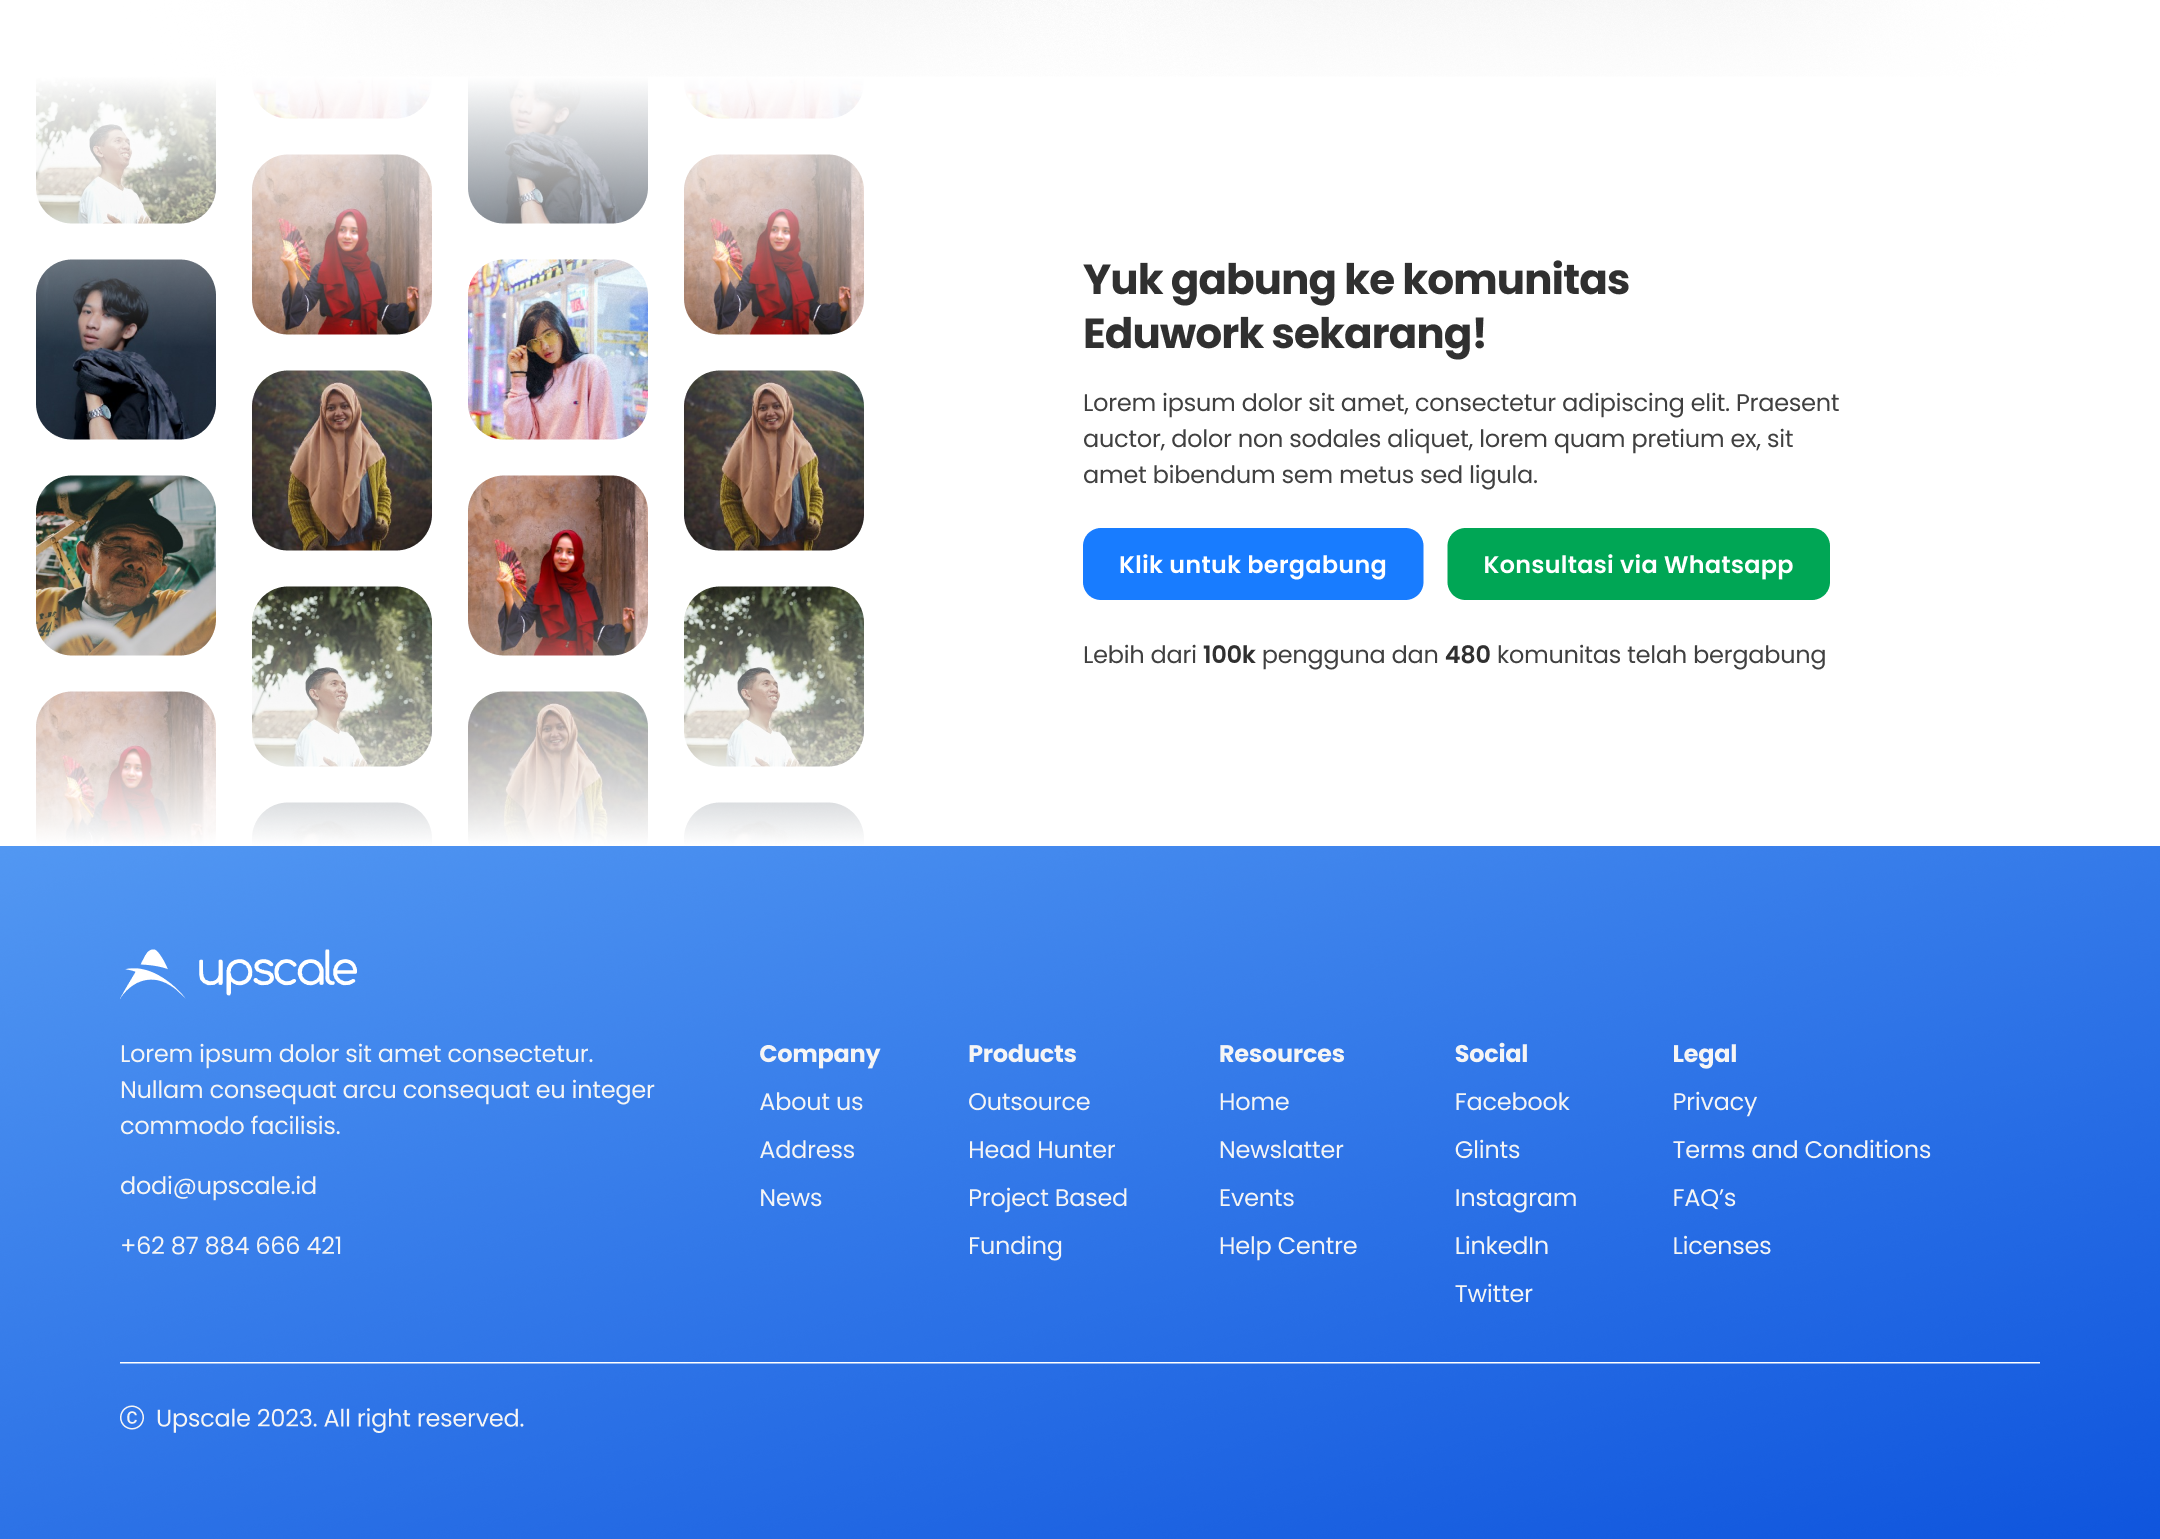 Yuk gabung ke komunitas
Eduwork sekarang!
Lorem ipsum dolor sit amet, consectetur adipiscing elit. Praesent
auctor, dolor non sodales aliquet, lorem quam pretium ex, sit
amet bibendum sem metus sed ligula.
Klik untuk bergabung
Konsultasi via Whatsapp
Lebih dari 100k pengguna dan 480 komunitas telah bergabung
upscale
Lorem ipsum dolor sit amet consectetur.
Nullam consequat arcu consequat eu integer
commodo facilisis.
dodi@upscale.id
+62 87 884 666 421
Company
About us
Address
News
Products
Outsource
Head Hunter
Project Based
Funding
Resources
Home
Newslatter
Events
Help Centre
Social
Facebook
Glints
Instagram
LinkedIn
Twitter
Legal
Privacy
Terms and Conditions
FAQ’s
Licenses
© Upscale 2023. All right reserved.